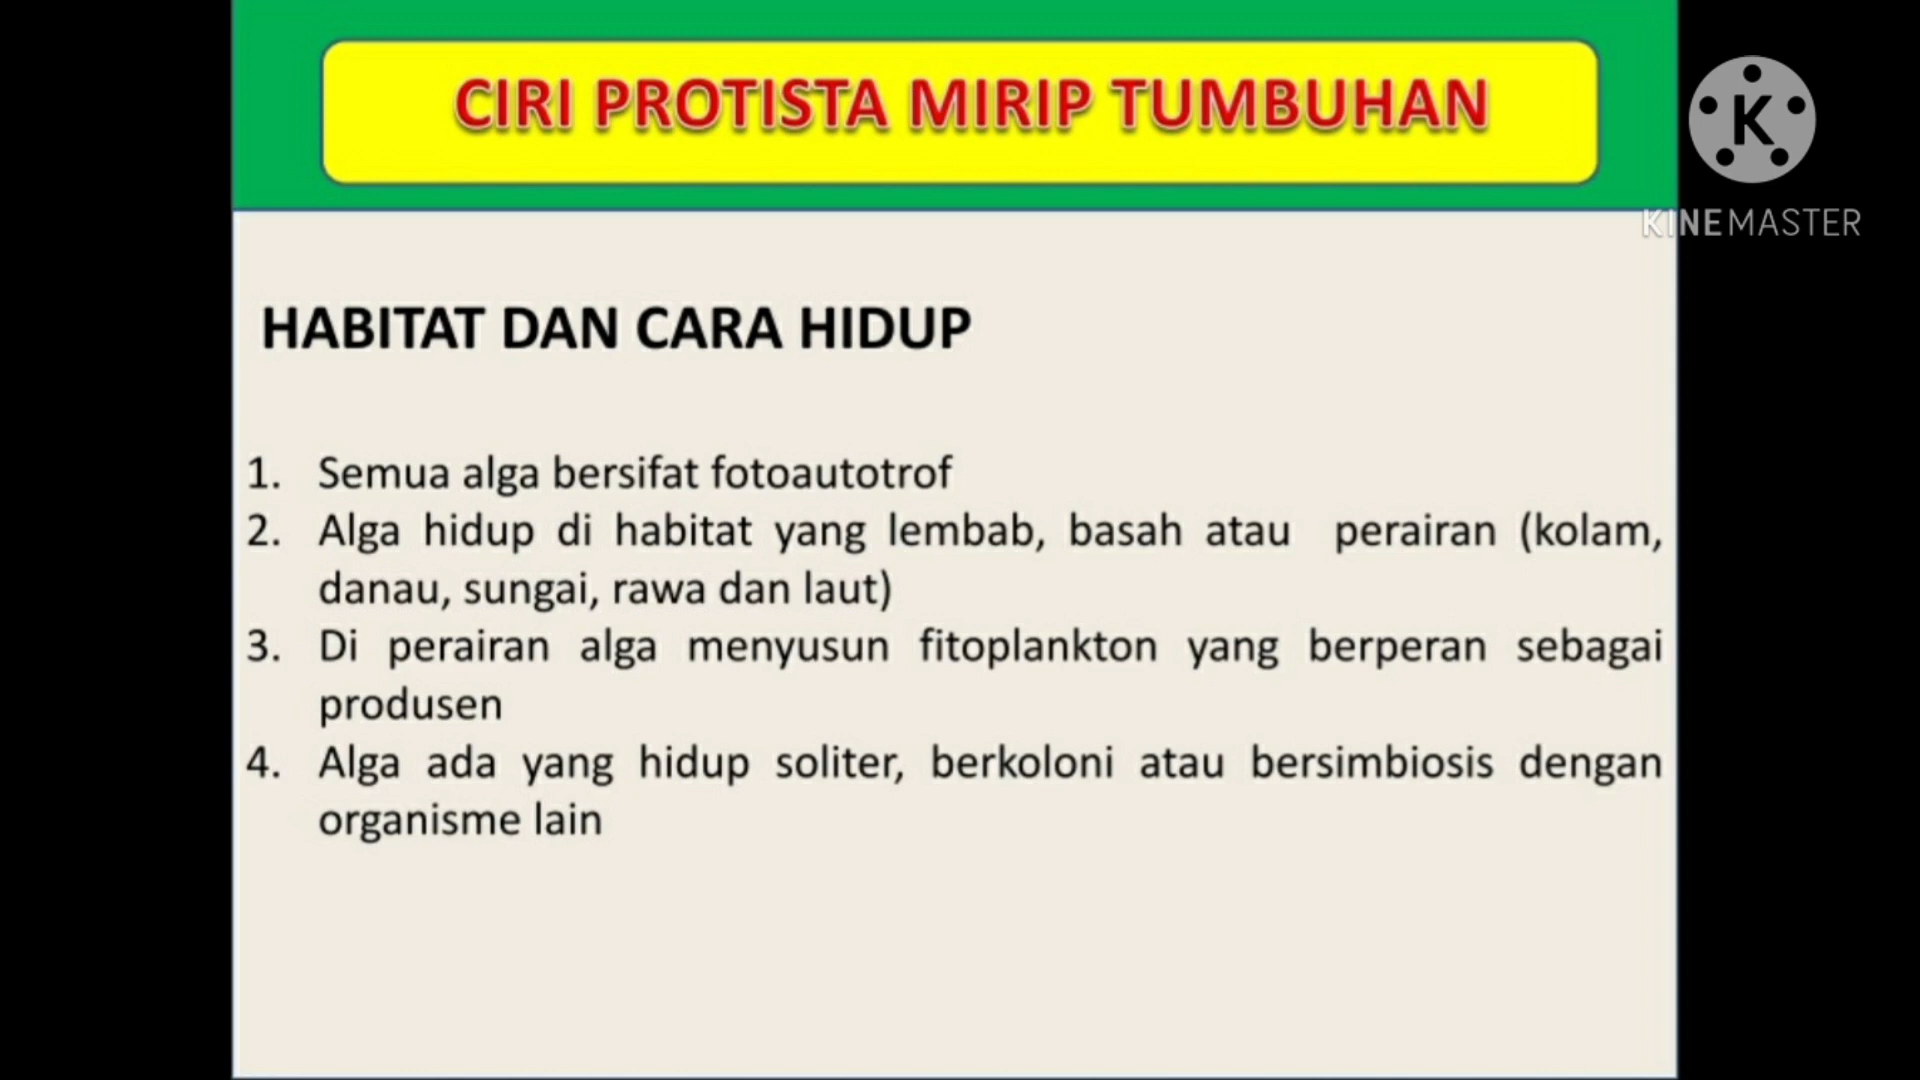 CIRI PROTISTA MIRIP TUMBUHAN
K
KINEMASTER
HABITAT DAN CARA HIDUP
1. Semua alga bersifat fotoautotrof
2. Alga hidup di habitat yang lembab, basah atau perairan (kolam,
danau, sungai, rawa dan laut)
3. Di perairan alga menyusun fitoplankton yang berperan sebagai
produsen
4. Alga ada yang hidup soliter, berkoloni atau bersimbiosis dengan
organisme lain